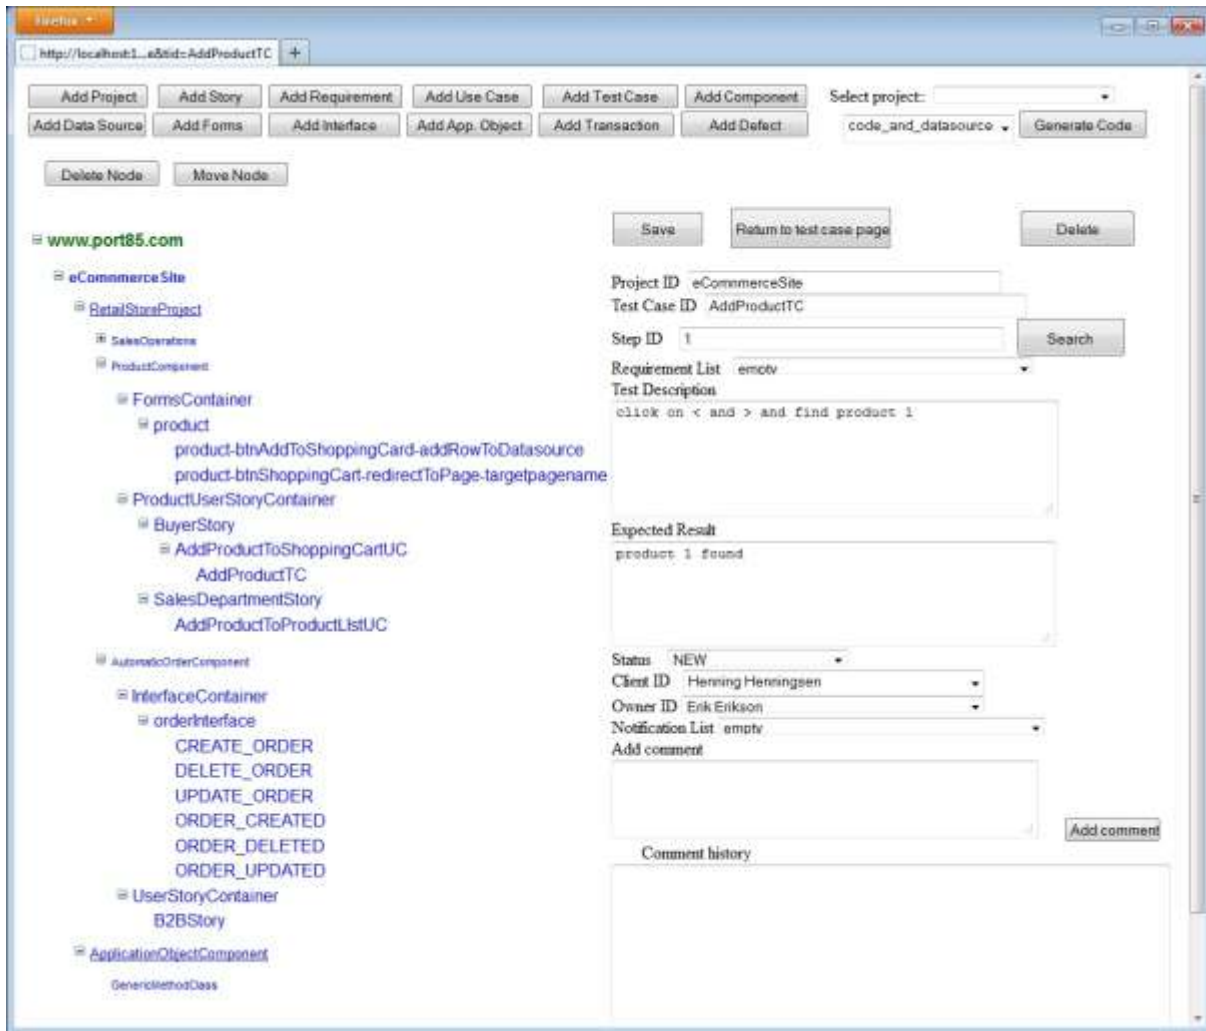 Firefox
http://localhost:1...e&tid=AddProductTC +
Add Project Add Story Add Requirement Add Use Case Add Test Case Add Component Select project:
Add Data Source Add Forms Add Interface Add App. Object Add Transaction Add Defect code_and_datasource Generate Code
Delete Node Move Node
Save Return to test case page Delete
www.port85.com
eComnmerceSite
RetailStoreProject
SalesOperations
ProductComponent
FormsContainer
product
product-btnAddToShoppingCard-addRowToDatasource
product-btnShoppingCart-redirectToPage-targetpagename
ProductUserStoryContainer
BuyerStory
AddProductToShoppingCartUC
AddProductTC
SalesDepartmentStory
AddProductToProductListUC
AutomaticOrderComponent
InterfaceContainer
orderInterface
CREATE_ORDER
DELETE_ORDER
UPDATE_ORDER
ORDER_CREATED
ORDER_DELETED
ORDER_UPDATED
UserStoryContainer
B2BStory
ApplicationObjectComponent
GenericMethodClass
Project ID eComnmerceSite
Test Case ID AddProductTC
Step ID 1 Search
Requirement List empty
Test Description
click on < and > and find product 1
Expected Result
product 1 found
Status NEW
Client ID Henning Henningsen
Owner ID Erik Erikson
Notification List empty
Add comment
Add comment
Comment history